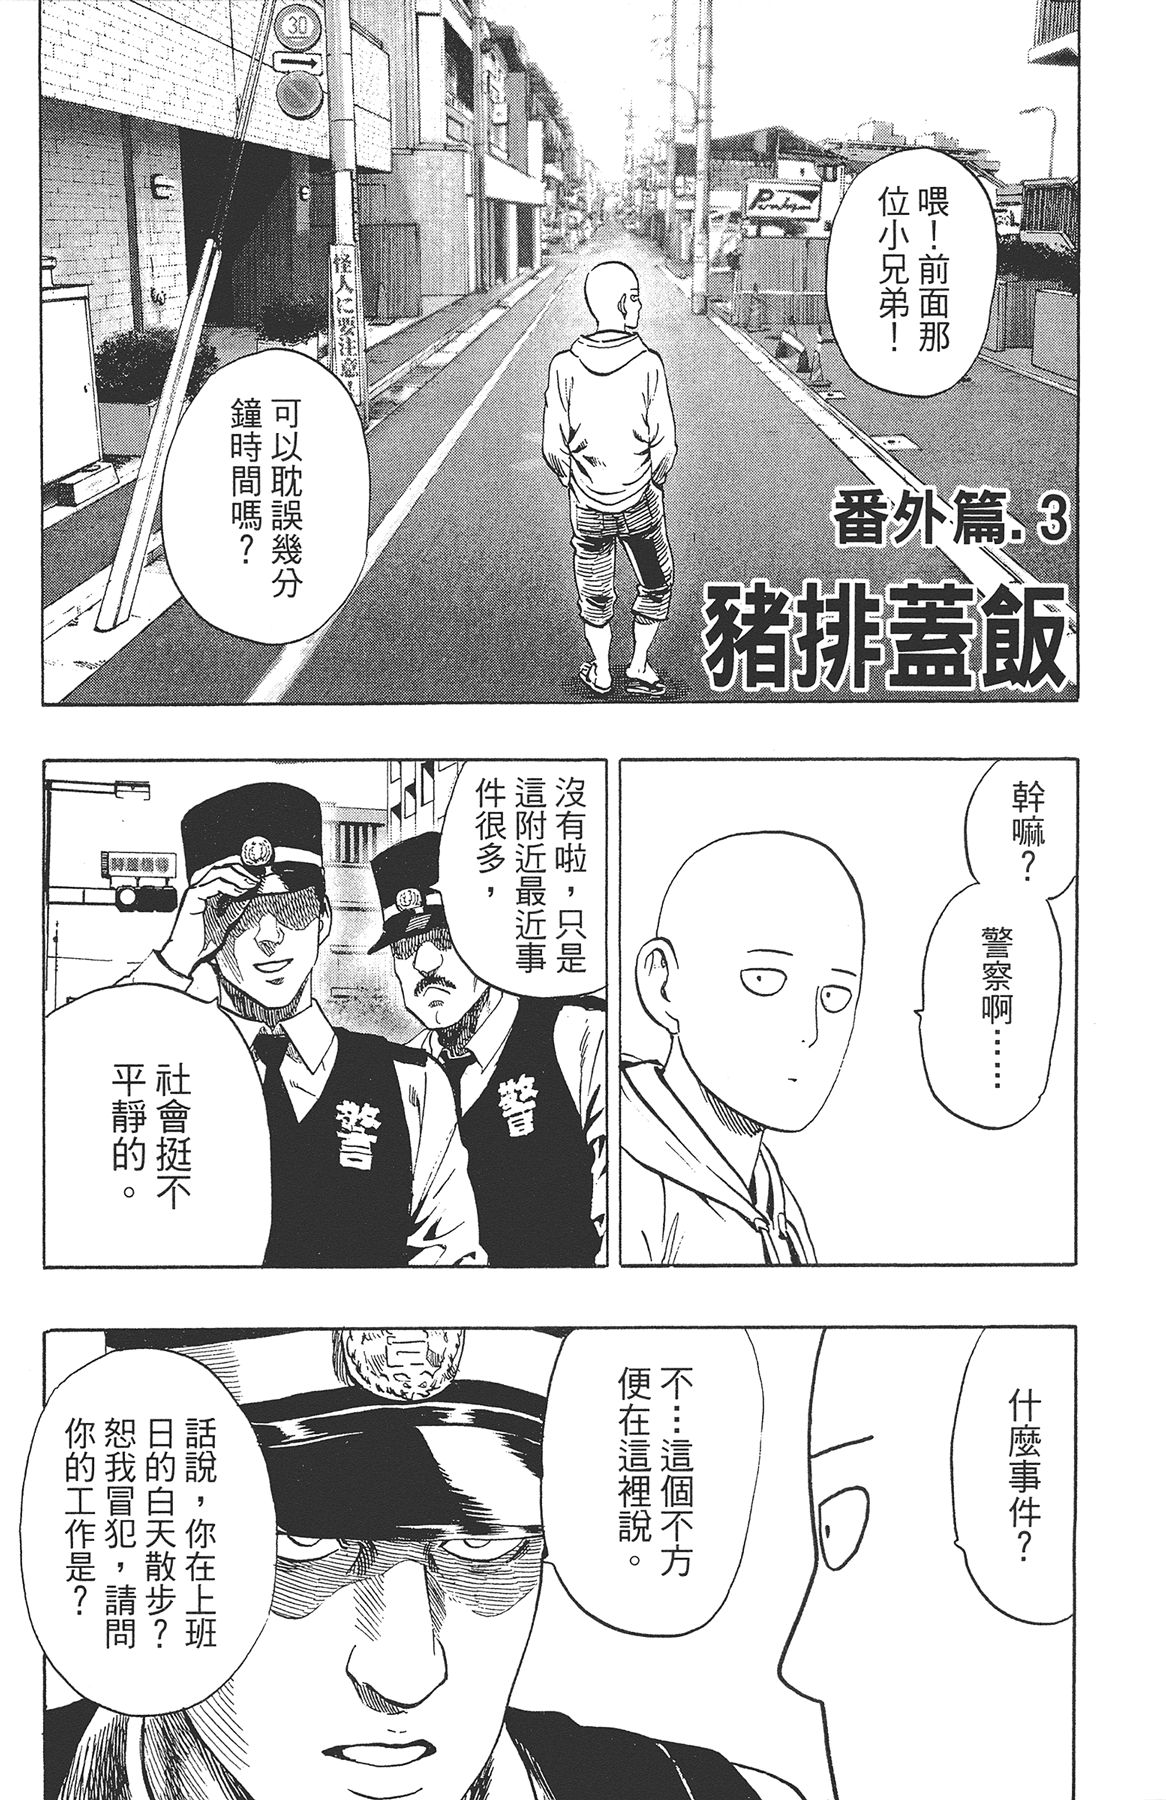 喂！前面那
位小兄弟！
可以耽誤幾分
鐘時間嗎？
30
怪人に要注意！
番外篇.3
豬排蓋飯
幹嘛？
警察啊……
沒有啦，只是
這附近最近事
件很多，
警
警
社會挺不
平靜的。
什麼事件？
不…這個不方
便在這裡說。
話說，你在上班
日的白天散步？
恕我冒犯，請問
你的工作是？